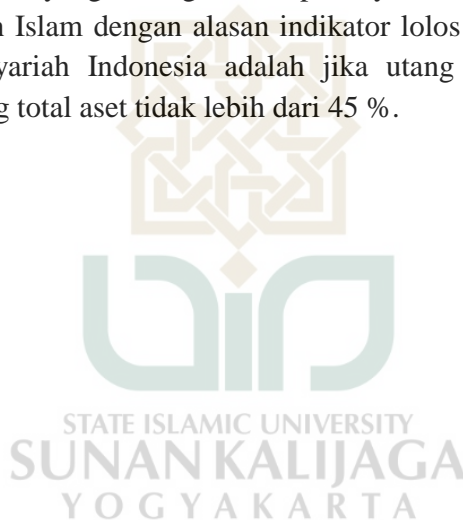 Islam dengan alasan indikator lolos
Indonesia adalah jika utang
total aset tidak lebih dari 45 %.
STATE ISLAMIC UNIVERSITY
SUNAN KALIJAGA
YOGYAKARTA